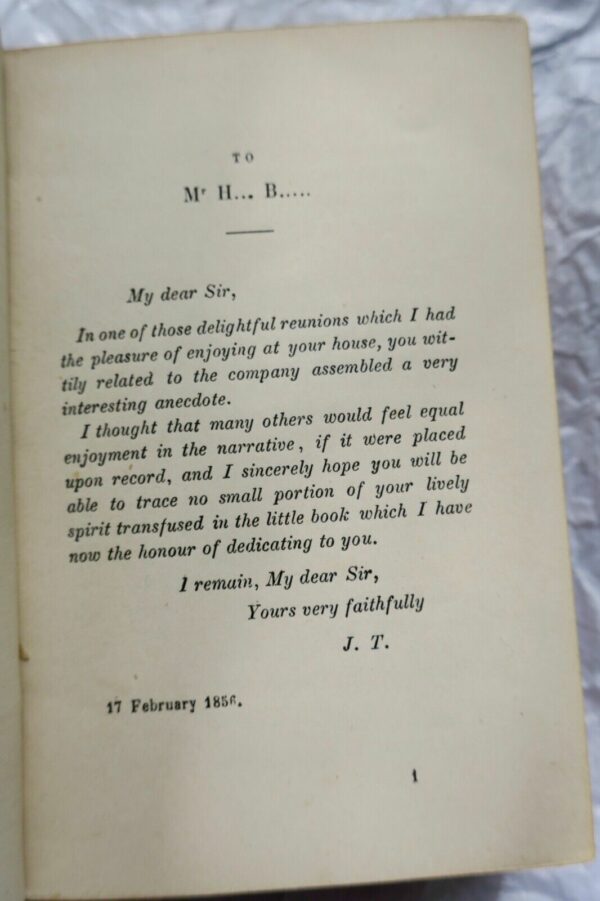 TO
Mr H... B.....
My dear Sir,
In one of those delightful reunions which I had
the pleasure of enjoying at your house, you wit-
tily related to the company assembled a very
interesting anecdote.
I thought that many others would feel equal
enjoyment in the narrative, if it were placed
upon record, and I sincerely hope you will be
able to trace no small portion of your lively
spirit transfused in the little book which I have
now the honour of dedicating to you.
I remain, My dear Sir,
Yours very faithfully
J. T.
17 February 1856.
1